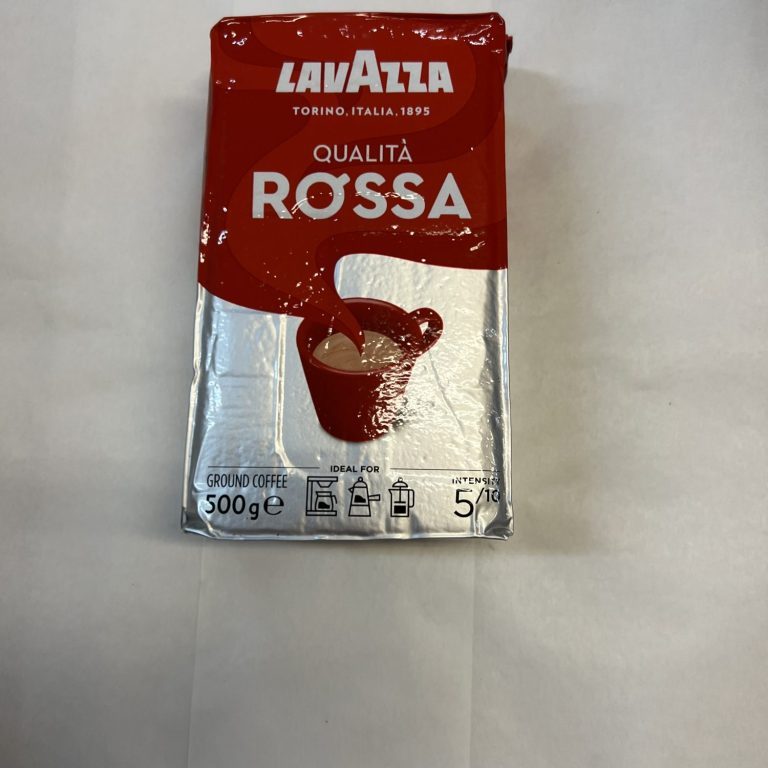 LAVAZZA
TORINO, ITALIA, 1895
QUALITÀ
ROSSA
IDEAL FOR
GROUND COFFEE
500g℮
INTENSITY
5/10